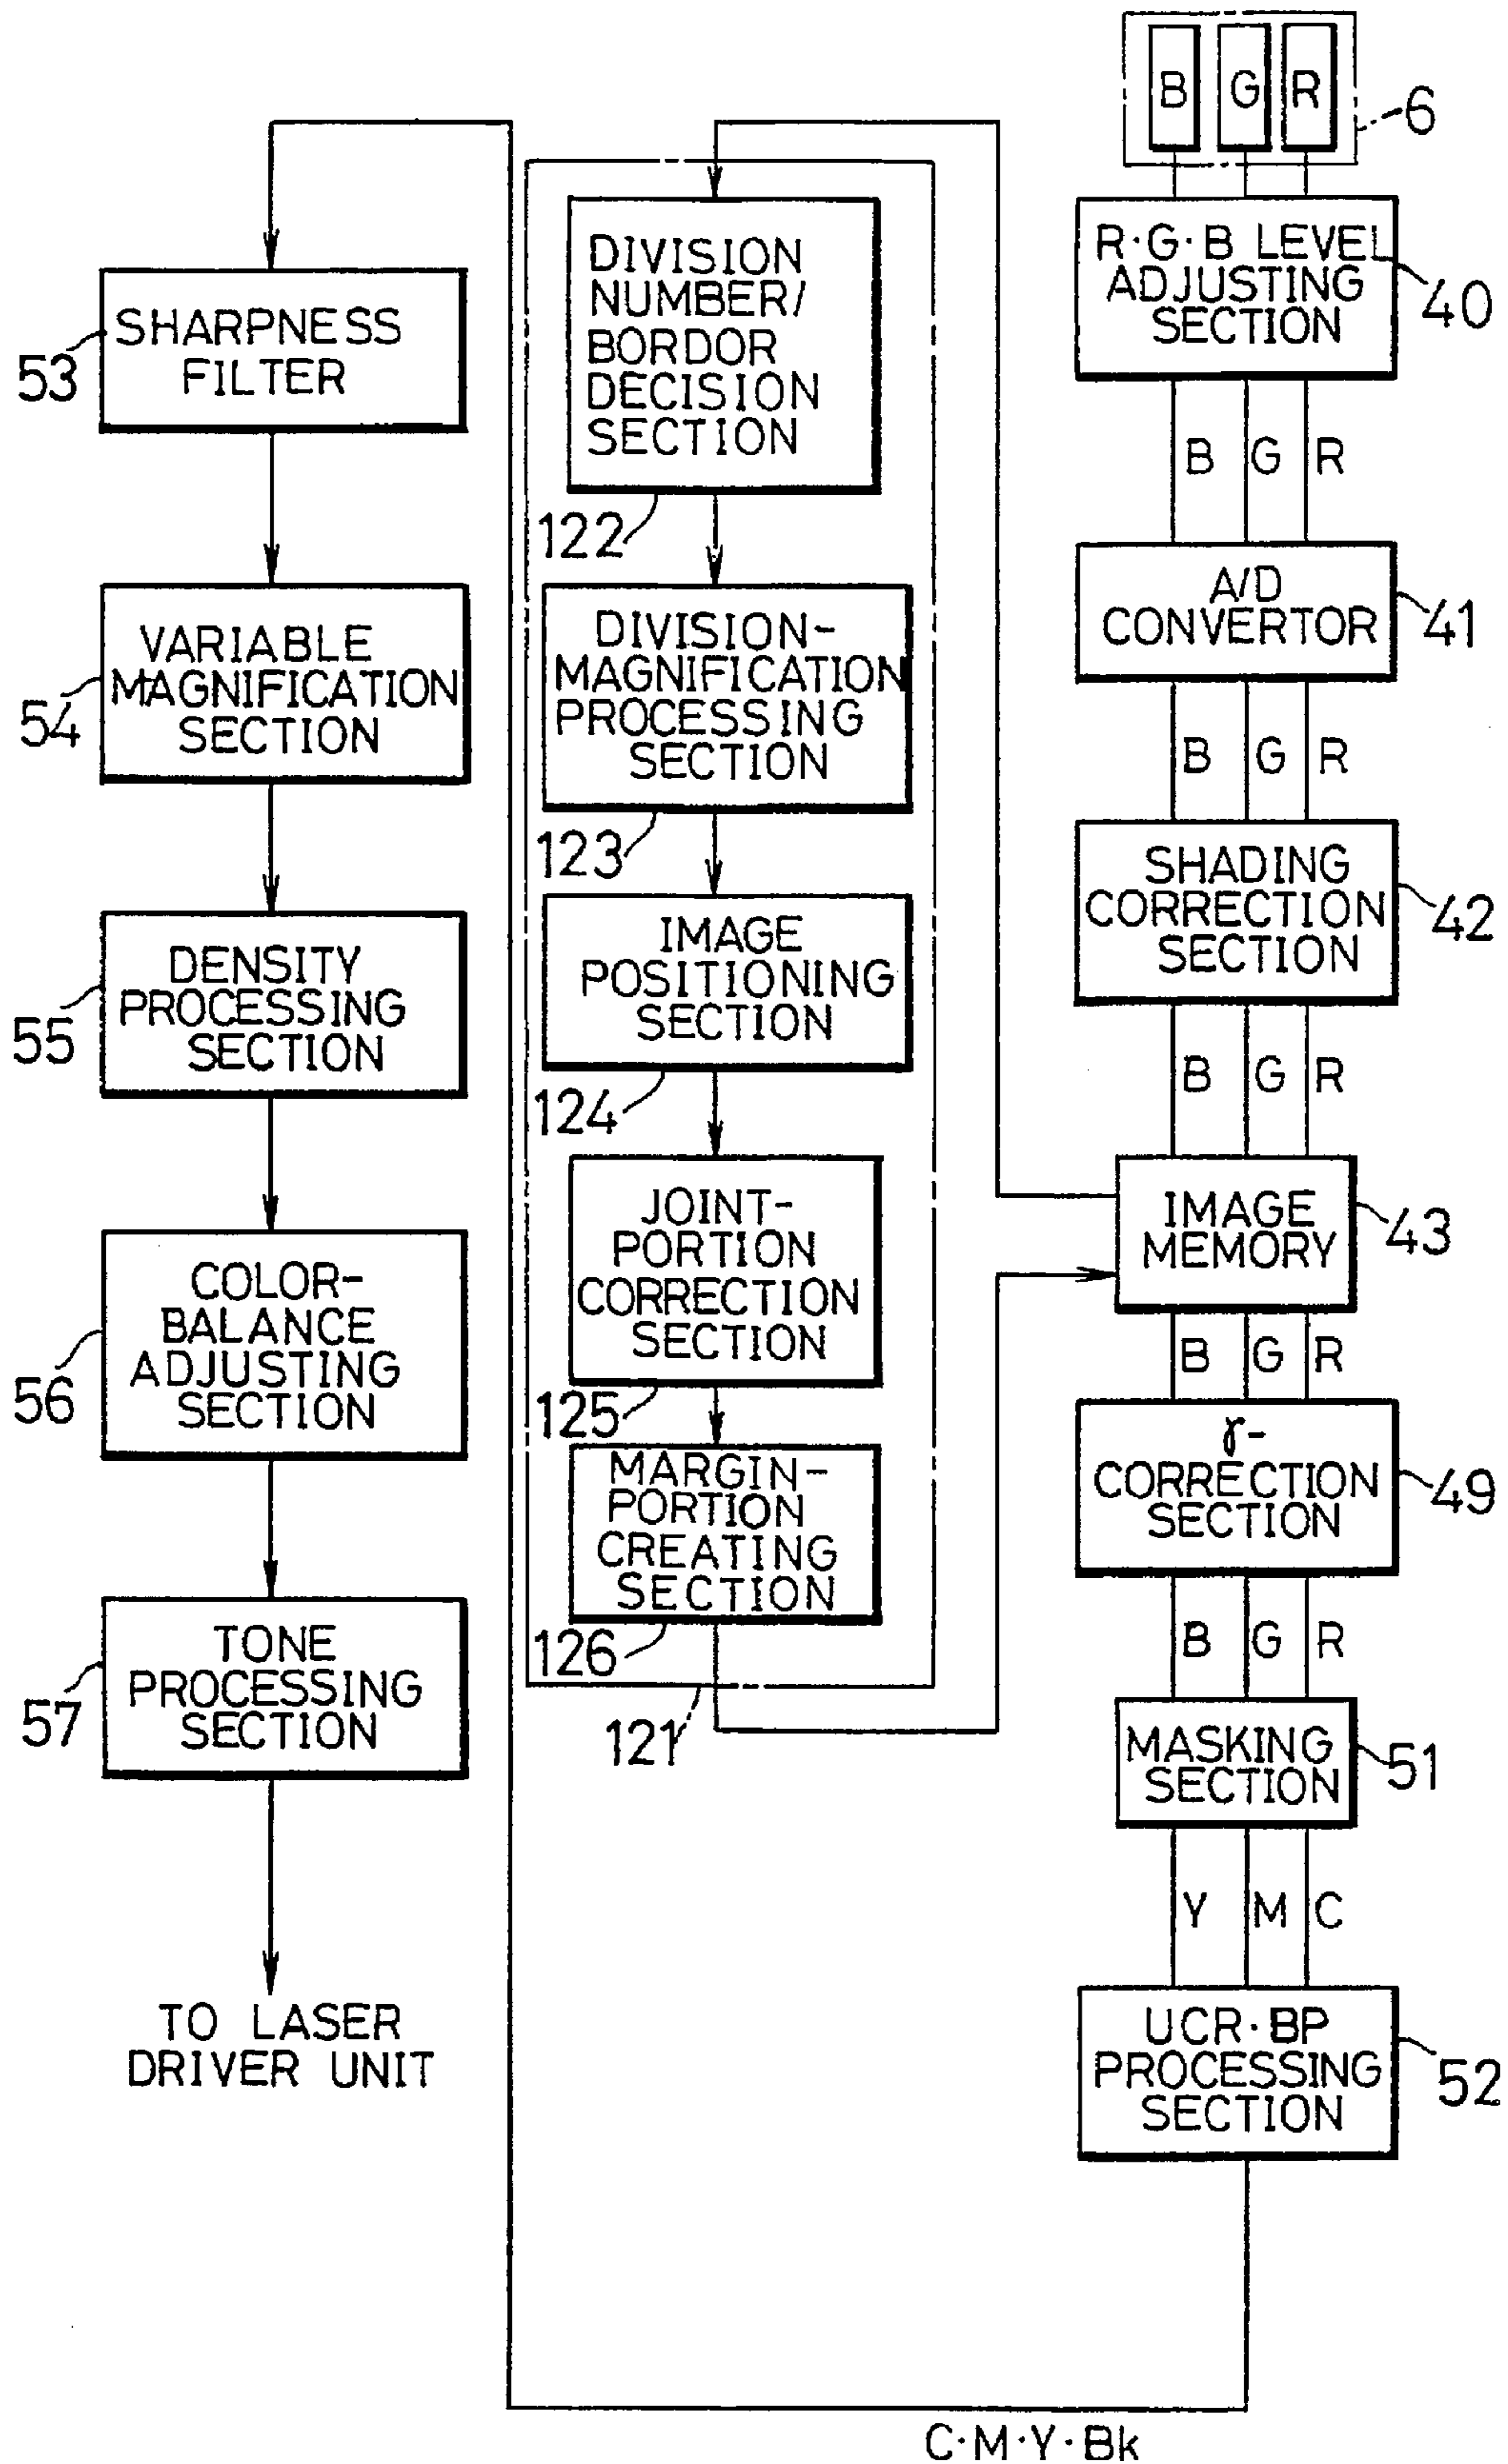 B G R
6
R·G·B LEVEL
ADJUSTING
SECTION
40
B G R
A/D
CONVERTOR
41
B G R
SHADING
CORRECTION
SECTION
42
B G R
IMAGE
MEMORY
43
B G R
γ-
CORRECTION
SECTION
49
B G R
MASKING
SECTION
51
Y M C
UCR·BP
PROCESSING
SECTION
52
C·M·Y·Bk
DIVISION
NUMBER/
BORDOR
DECISION
SECTION
122
DIVISION-
MAGNIFICATION
PROCESSING
SECTION
123
IMAGE
POSITIONING
SECTION
124
JOINT-
PORTION
CORRECTION
SECTION
125
MARGIN-
PORTION
CREATING
SECTION
126
121
SHARPNESS
FILTER
53
VARIABLE
MAGNIFICATION
SECTION
54
DENSITY
PROCESSING
SECTION
55
COLOR-
BALANCE
ADJUSTING
SECTION
56
TONE
PROCESSING
SECTION
57
TO LASER
DRIVER UNIT